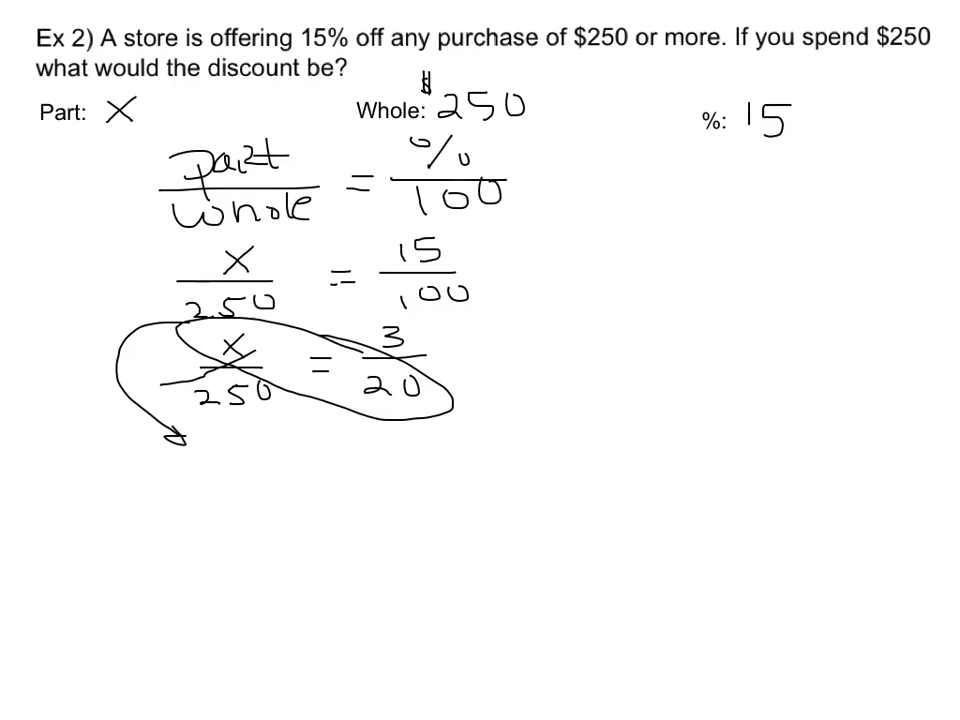 Ex 2) A store is offering 15% off any purchase of $250 or more. If you spend $250
what would the discount be?
Part: X Whole: $250 %: 15
part/whole = %/100
x/250 = 15/100
x/250 = 3/20